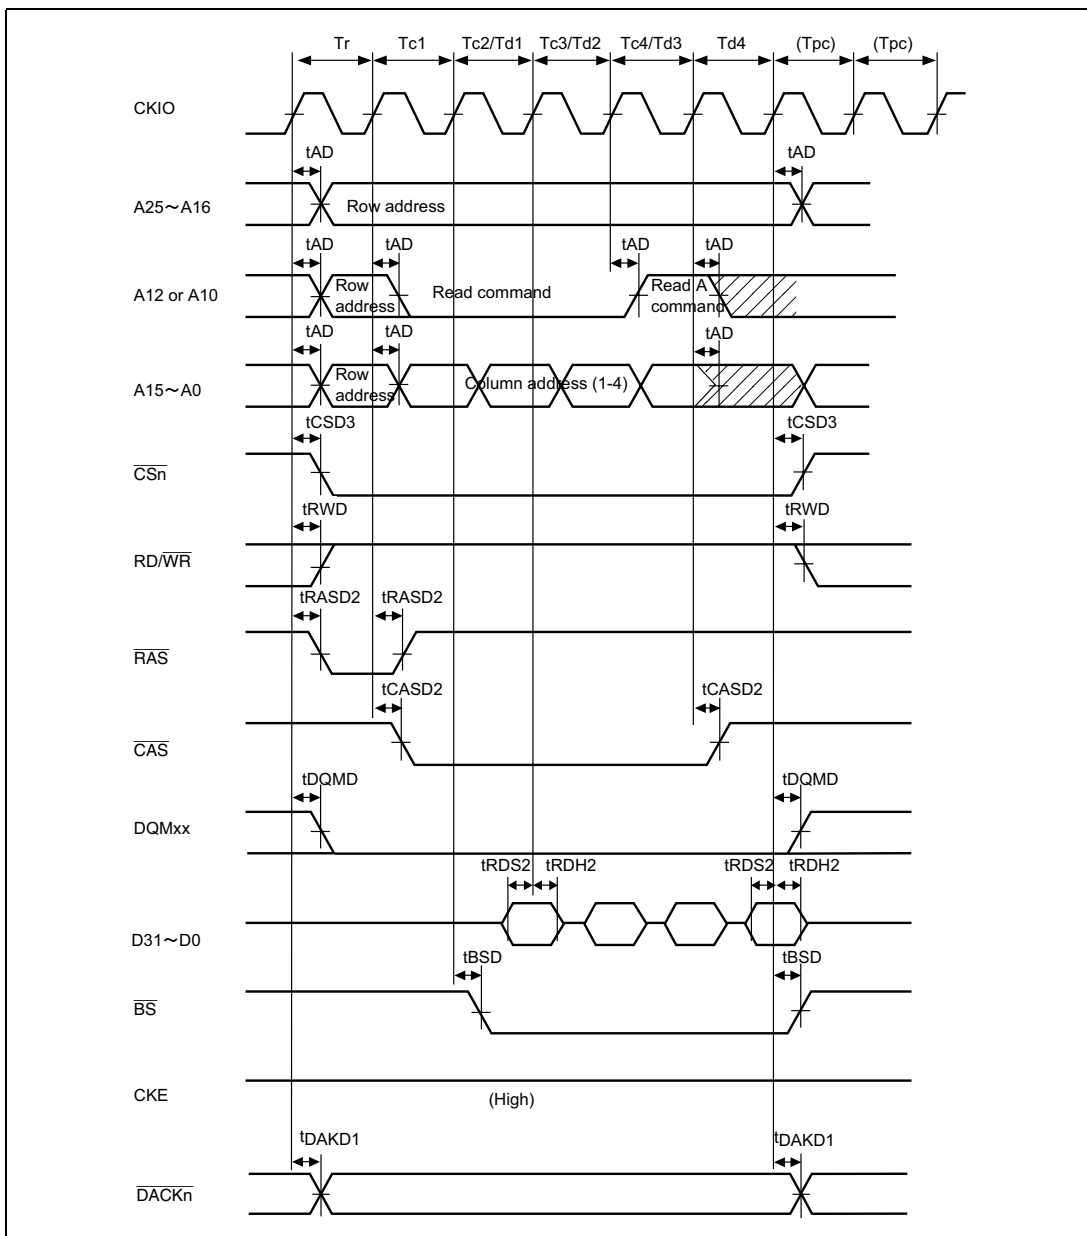 Tr Tc1 Tc2/Td1 Tc3/Td2 Tc4/Td3 Td4 (Tpc) (Tpc)
CKIO
tAD tAD
A25～A16 Row address
tAD tAD tAD tAD
A12 or A10 Row address Read command Read A command
tAD tAD tAD
A15～A0 Row address Column address (1-4)
tCSD3 tCSD3
CSn
tRWD tRWD
RD/WR
tRASD2 tRASD2
RAS
tCASD2 tCASD2
CAS
tDQMD tDQMD
DQMxx
tRDS2 tRDH2 tRDS2 tRDH2
D31～D0
tBSD tBSD
BS
CKE (High)
tDAKD1 tDAKD1
DACKn